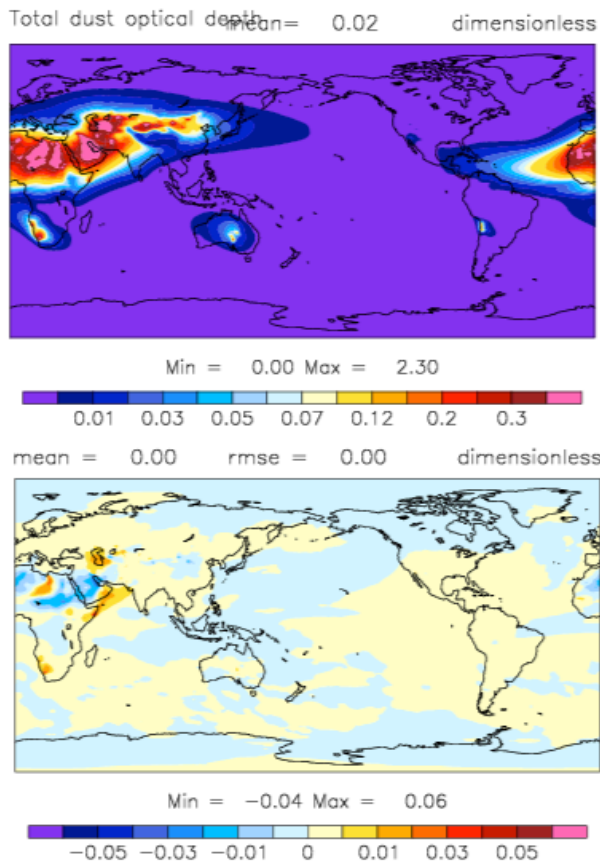 Total dust optical depth mean= 0.02 dimensionless
Min = 0.00 Max = 2.30
0.01 0.03 0.05 0.07 0.12 0.2 0.3
mean = 0.00 rmse = 0.00 dimensionless
Min = -0.04 Max = 0.06
-0.05 -0.03 -0.01 0 0.01 0.03 0.05